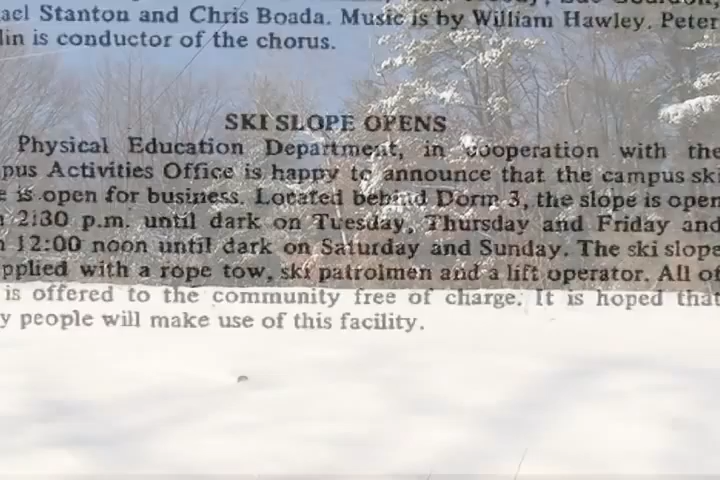 ael Stanton and Chris Boada. Music is by William Hawley. Peter
lin is conductor of the chorus.
SKI SLOPE OPENS
Physical Education Department, in cooperation with the
pus Activities Office is happy to announce that the campus ski
e is open for business. Located behind Dorm 3, the slope is open
2:30 p.m. until dark on Tuesday, Thursday and Friday and
12:00 noon until dark on Saturday and Sunday. The ski slope
pplied with a rope tow, ski patrolmen and a lift operator. All of
is offered to the community free of charge. It is hoped that
y people will make use of this facility.